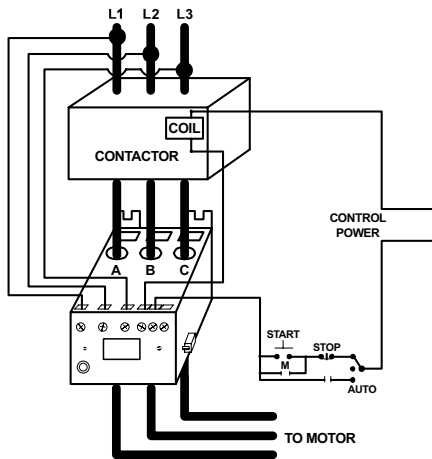 L1 L2 L3
COIL
CONTACTOR
CONTROL
POWER
A B C
START
STOP
M
AUTO
TO MOTOR